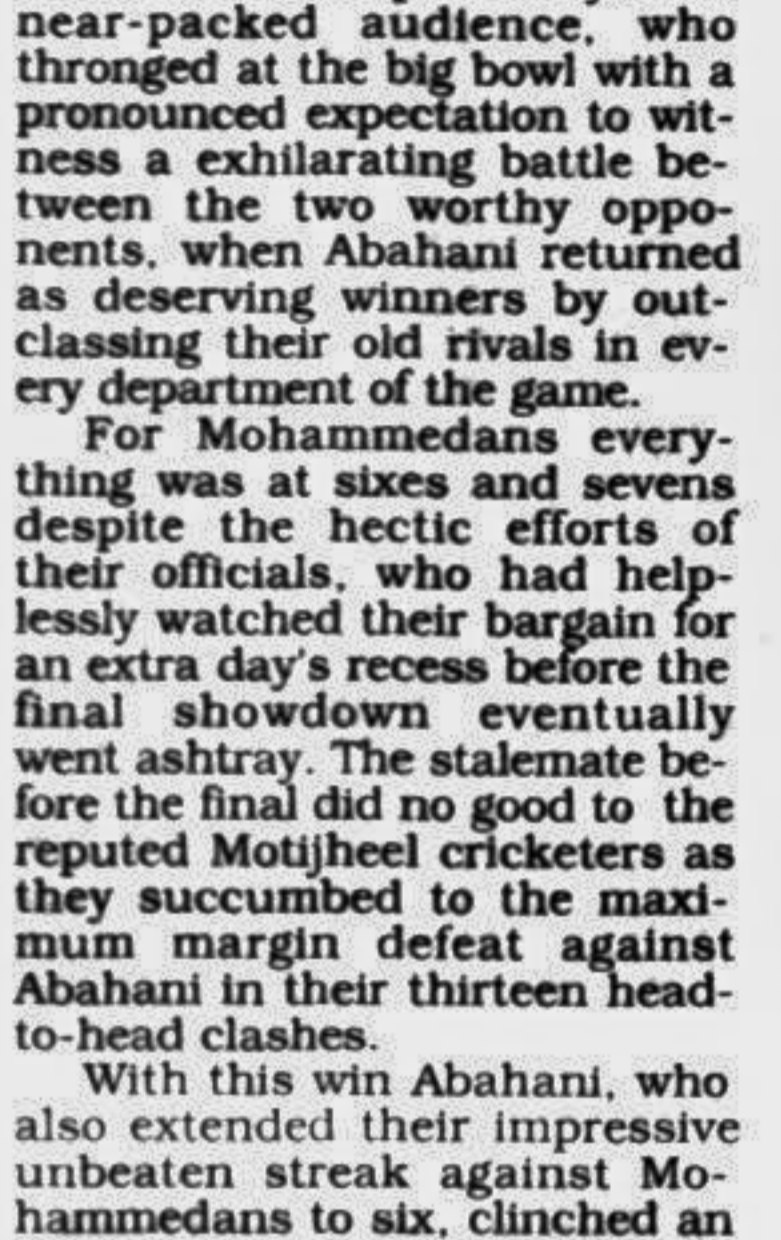 near-packed audience, who
thronged at the big bowl with a
pronounced expectation to wit-
ness a exhilarating battle be-
tween the two worthy oppo-
nents, when Abahani returned
as deserving winners by out-
classing their old rivals in ev-
ery department of the game.
For Mohammedans every-
thing was at sixes and sevens
despite the hectic efforts of
their officials, who had help-
lessly watched their bargain for
an extra day's recess before the
final showdown eventually
went ashtray. The stalemate be-
fore the final did no good to the
reputed Motijheel cricketers as
they succumbed to the maxi-
mum margin defeat against
Abahani in their thirteen head-
to-head clashes.
With this win Abahani, who
also extended their impressive
unbeaten streak against Mo-
hammedans to six, clinched an